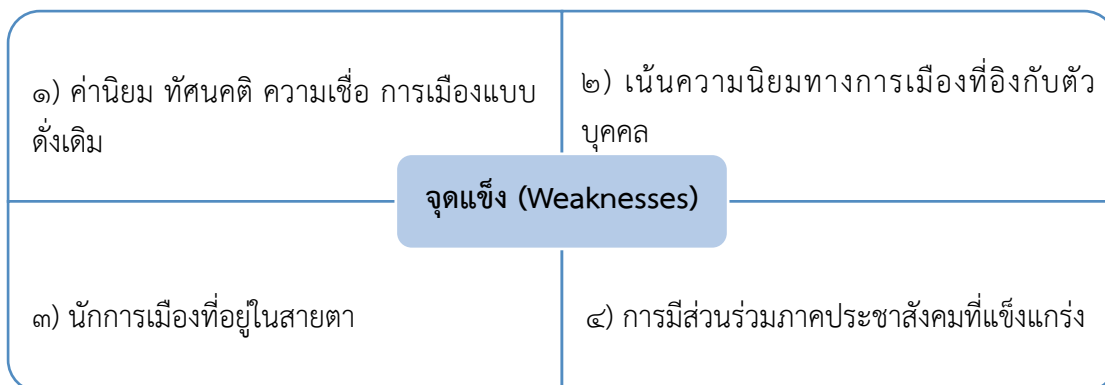 ๑) ค่านิยม ทัศนคติ ความเชื่อ การเมืองแบบ
ดั่งเดิม
๒) เน้นความนิยมทางการเมืองที่อิงกับตัว
บุคคล
จุดแข็ง (Weaknesses)
๓) นักการเมืองที่อยู่ในสายตา
๔) การมีส่วนร่วมภาคประชาสังคมที่แข็งแกร่ง